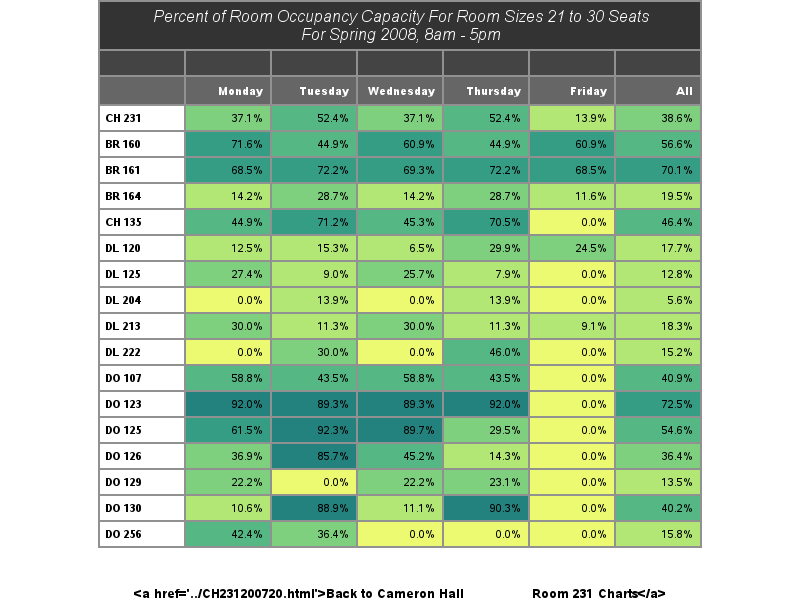 Percent of Room Occupancy Capacity For Room Sizes 21 to 30 Seats
For Spring 2008, 8am - 5pm
Monday Tuesday Wednesday Thursday Friday All
CH 231 37.1% 52.4% 37.1% 52.4% 13.9% 38.6%
BR 160 71.6% 44.9% 60.9% 44.9% 60.9% 56.6%
BR 161 68.5% 72.2% 69.3% 72.2% 68.5% 70.1%
BR 164 14.2% 28.7% 14.2% 28.7% 11.6% 19.5%
CH 135 44.9% 71.2% 45.3% 70.5% 0.0% 46.4%
DL 120 12.5% 15.3% 6.5% 29.9% 24.5% 17.7%
DL 125 27.4% 9.0% 25.7% 7.9% 0.0% 12.8%
DL 204 0.0% 13.9% 0.0% 13.9% 0.0% 5.6%
DL 213 30.0% 11.3% 30.0% 11.3% 9.1% 18.3%
DL 222 0.0% 30.0% 0.0% 46.0% 0.0% 15.2%
DO 107 58.8% 43.5% 58.8% 43.5% 0.0% 40.9%
DO 123 92.0% 89.3% 89.3% 92.0% 0.0% 72.5%
DO 125 61.5% 92.3% 89.7% 29.5% 0.0% 54.6%
DO 126 36.9% 85.7% 45.2% 14.3% 0.0% 36.4%
DO 129 22.2% 0.0% 22.2% 23.1% 0.0% 13.5%
DO 130 10.6% 88.9% 11.1% 90.3% 0.0% 40.2%
DO 256 42.4% 36.4% 0.0% 0.0% 0.0% 15.8%
<a href='../CH231200720.html'>Back to Cameron Hall Room 231 Charts</a>